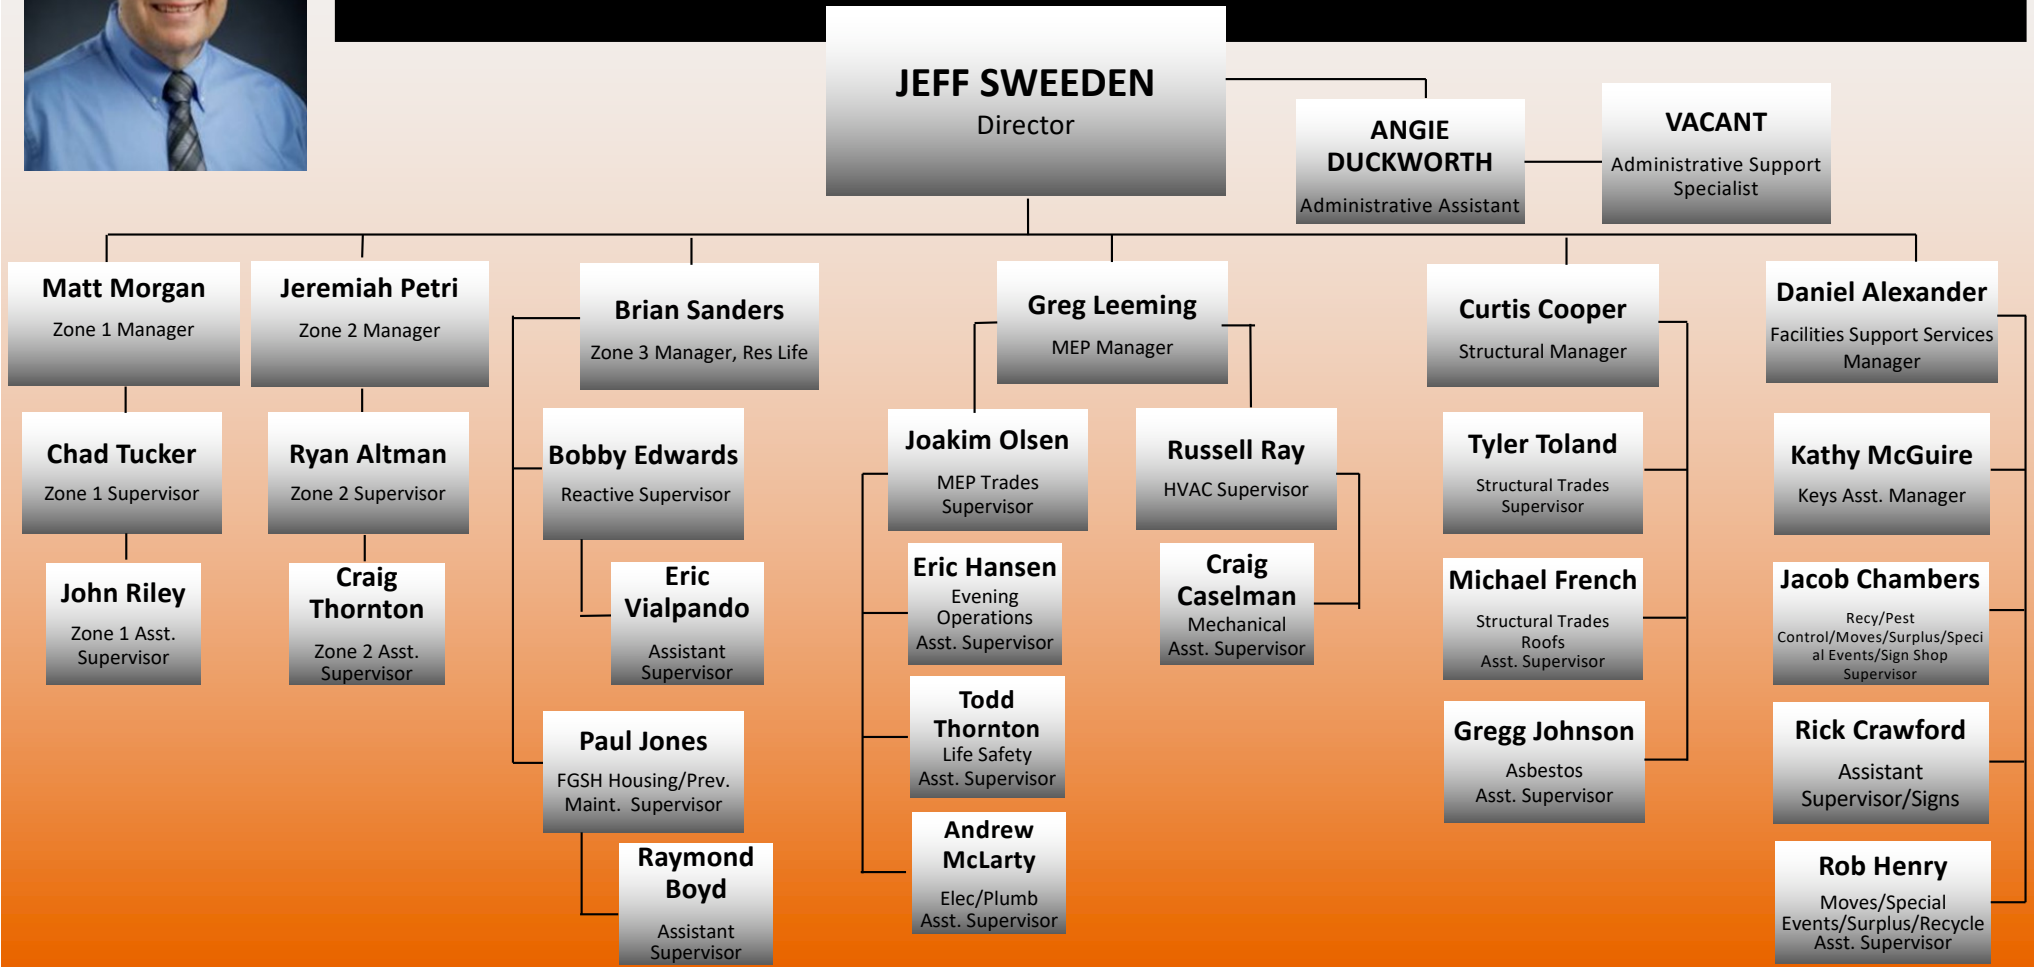 JEFF SWEEDEN
Director
ANGIE
DUCKWORTH
Administrative Assistant
VACANT
Administrative Support
Specialist
Matt Morgan
Zone 1 Manager
Jeremiah Petri
Zone 2 Manager
Brian Sanders
Zone 3 Manager, Res Life
Greg Leeming
MEP Manager
Curtis Cooper
Structural Manager
Daniel Alexander
Facilities Support Services
Manager
Chad Tucker
Zone 1 Supervisor
Ryan Altman
Zone 2 Supervisor
Bobby Edwards
Reactive Supervisor
Joakim Olsen
MEP Trades
Supervisor
Russell Ray
HVAC Supervisor
Tyler Toland
Structural Trades
Supervisor
Kathy McGuire
Keys Asst. Manager
John Riley
Zone 1 Asst.
Supervisor
Craig
Thornton
Zone 2 Asst.
Supervisor
Eric
Vialpando
Assistant
Supervisor
Eric Hansen
Evening
Operations
Asst. Supervisor
Craig
Caselman
Mechanical
Asst. Supervisor
Michael French
Structural Trades
Roofs
Asst. Supervisor
Jacob Chambers
Recy/Pest
Control/Moves/Surplus/Speci
al Events/Sign Shop
Supervisor
Paul Jones
FGSH Housing/Prev.
Maint. Supervisor
Todd
Thornton
Life Safety
Asst. Supervisor
Gregg Johnson
Asbestos
Asst. Supervisor
Rick Crawford
Assistant
Supervisor/Signs
Raymond
Boyd
Assistant
Supervisor
Andrew
McLarty
Elec/Plumb
Asst. Supervisor
Rob Henry
Moves/Special
Events/Surplus/Recycle
Asst. Supervisor